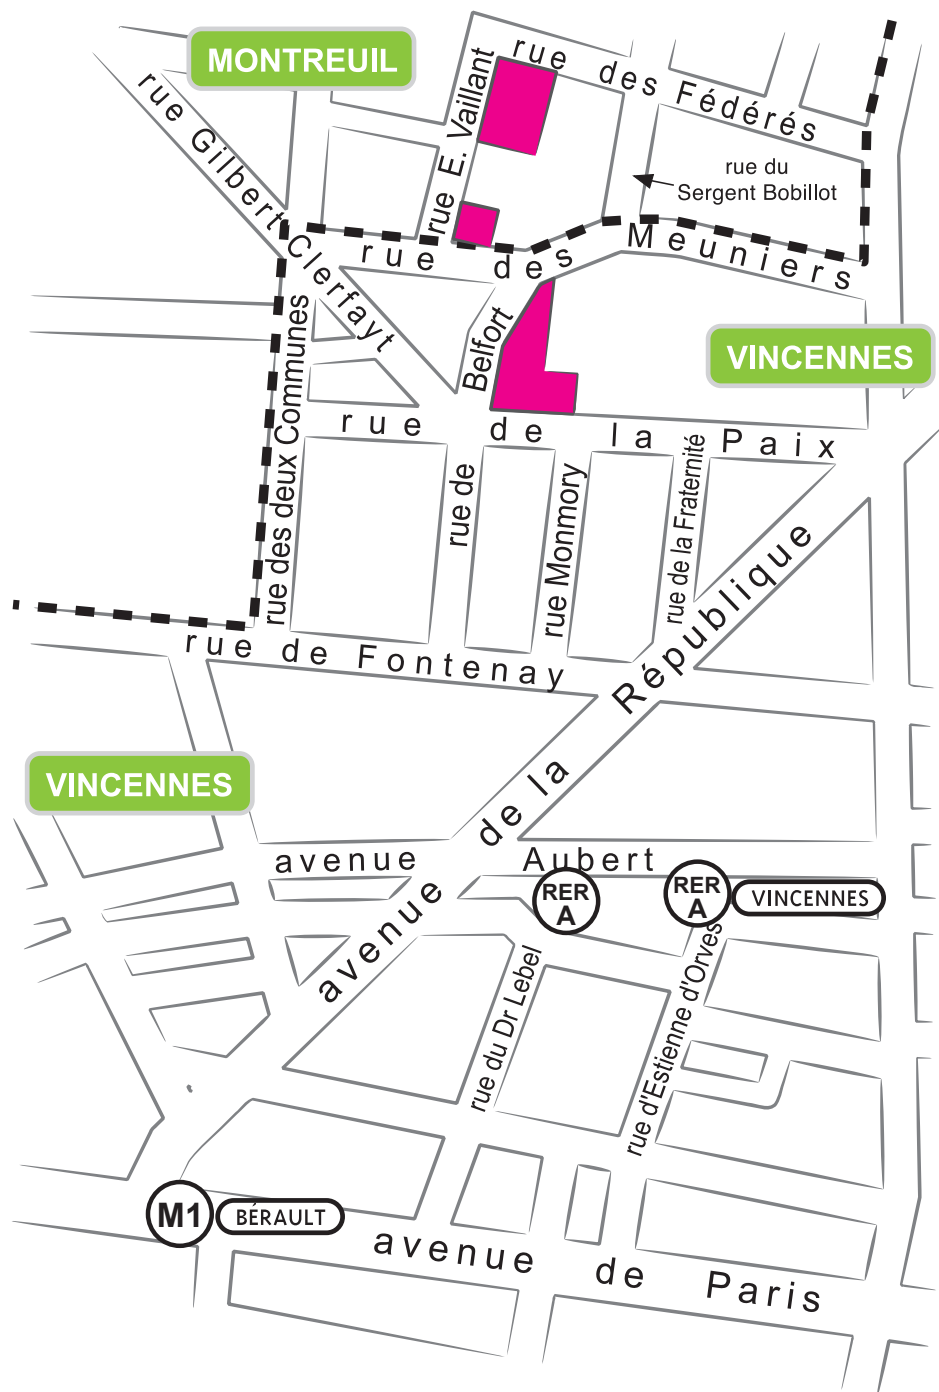 MONTREUIL
rue des Fédérés
rue E. Vaillant
rue Gilbert Clerfayt
rue du
Sergent Bobillot
rue des Meuniers
VINCENNES
Belfort
rue des deux Communes
rue de la Paix
rue de
rue Monmory
rue de la Fraternité
avenue de la République
rue de Fontenay
VINCENNES
avenue Aubert
RER
A
RER
A
VINCENNES
rue du Dr Lebel
rue d'Estienne d'Orves
M1
BÉRAULT
avenue de Paris